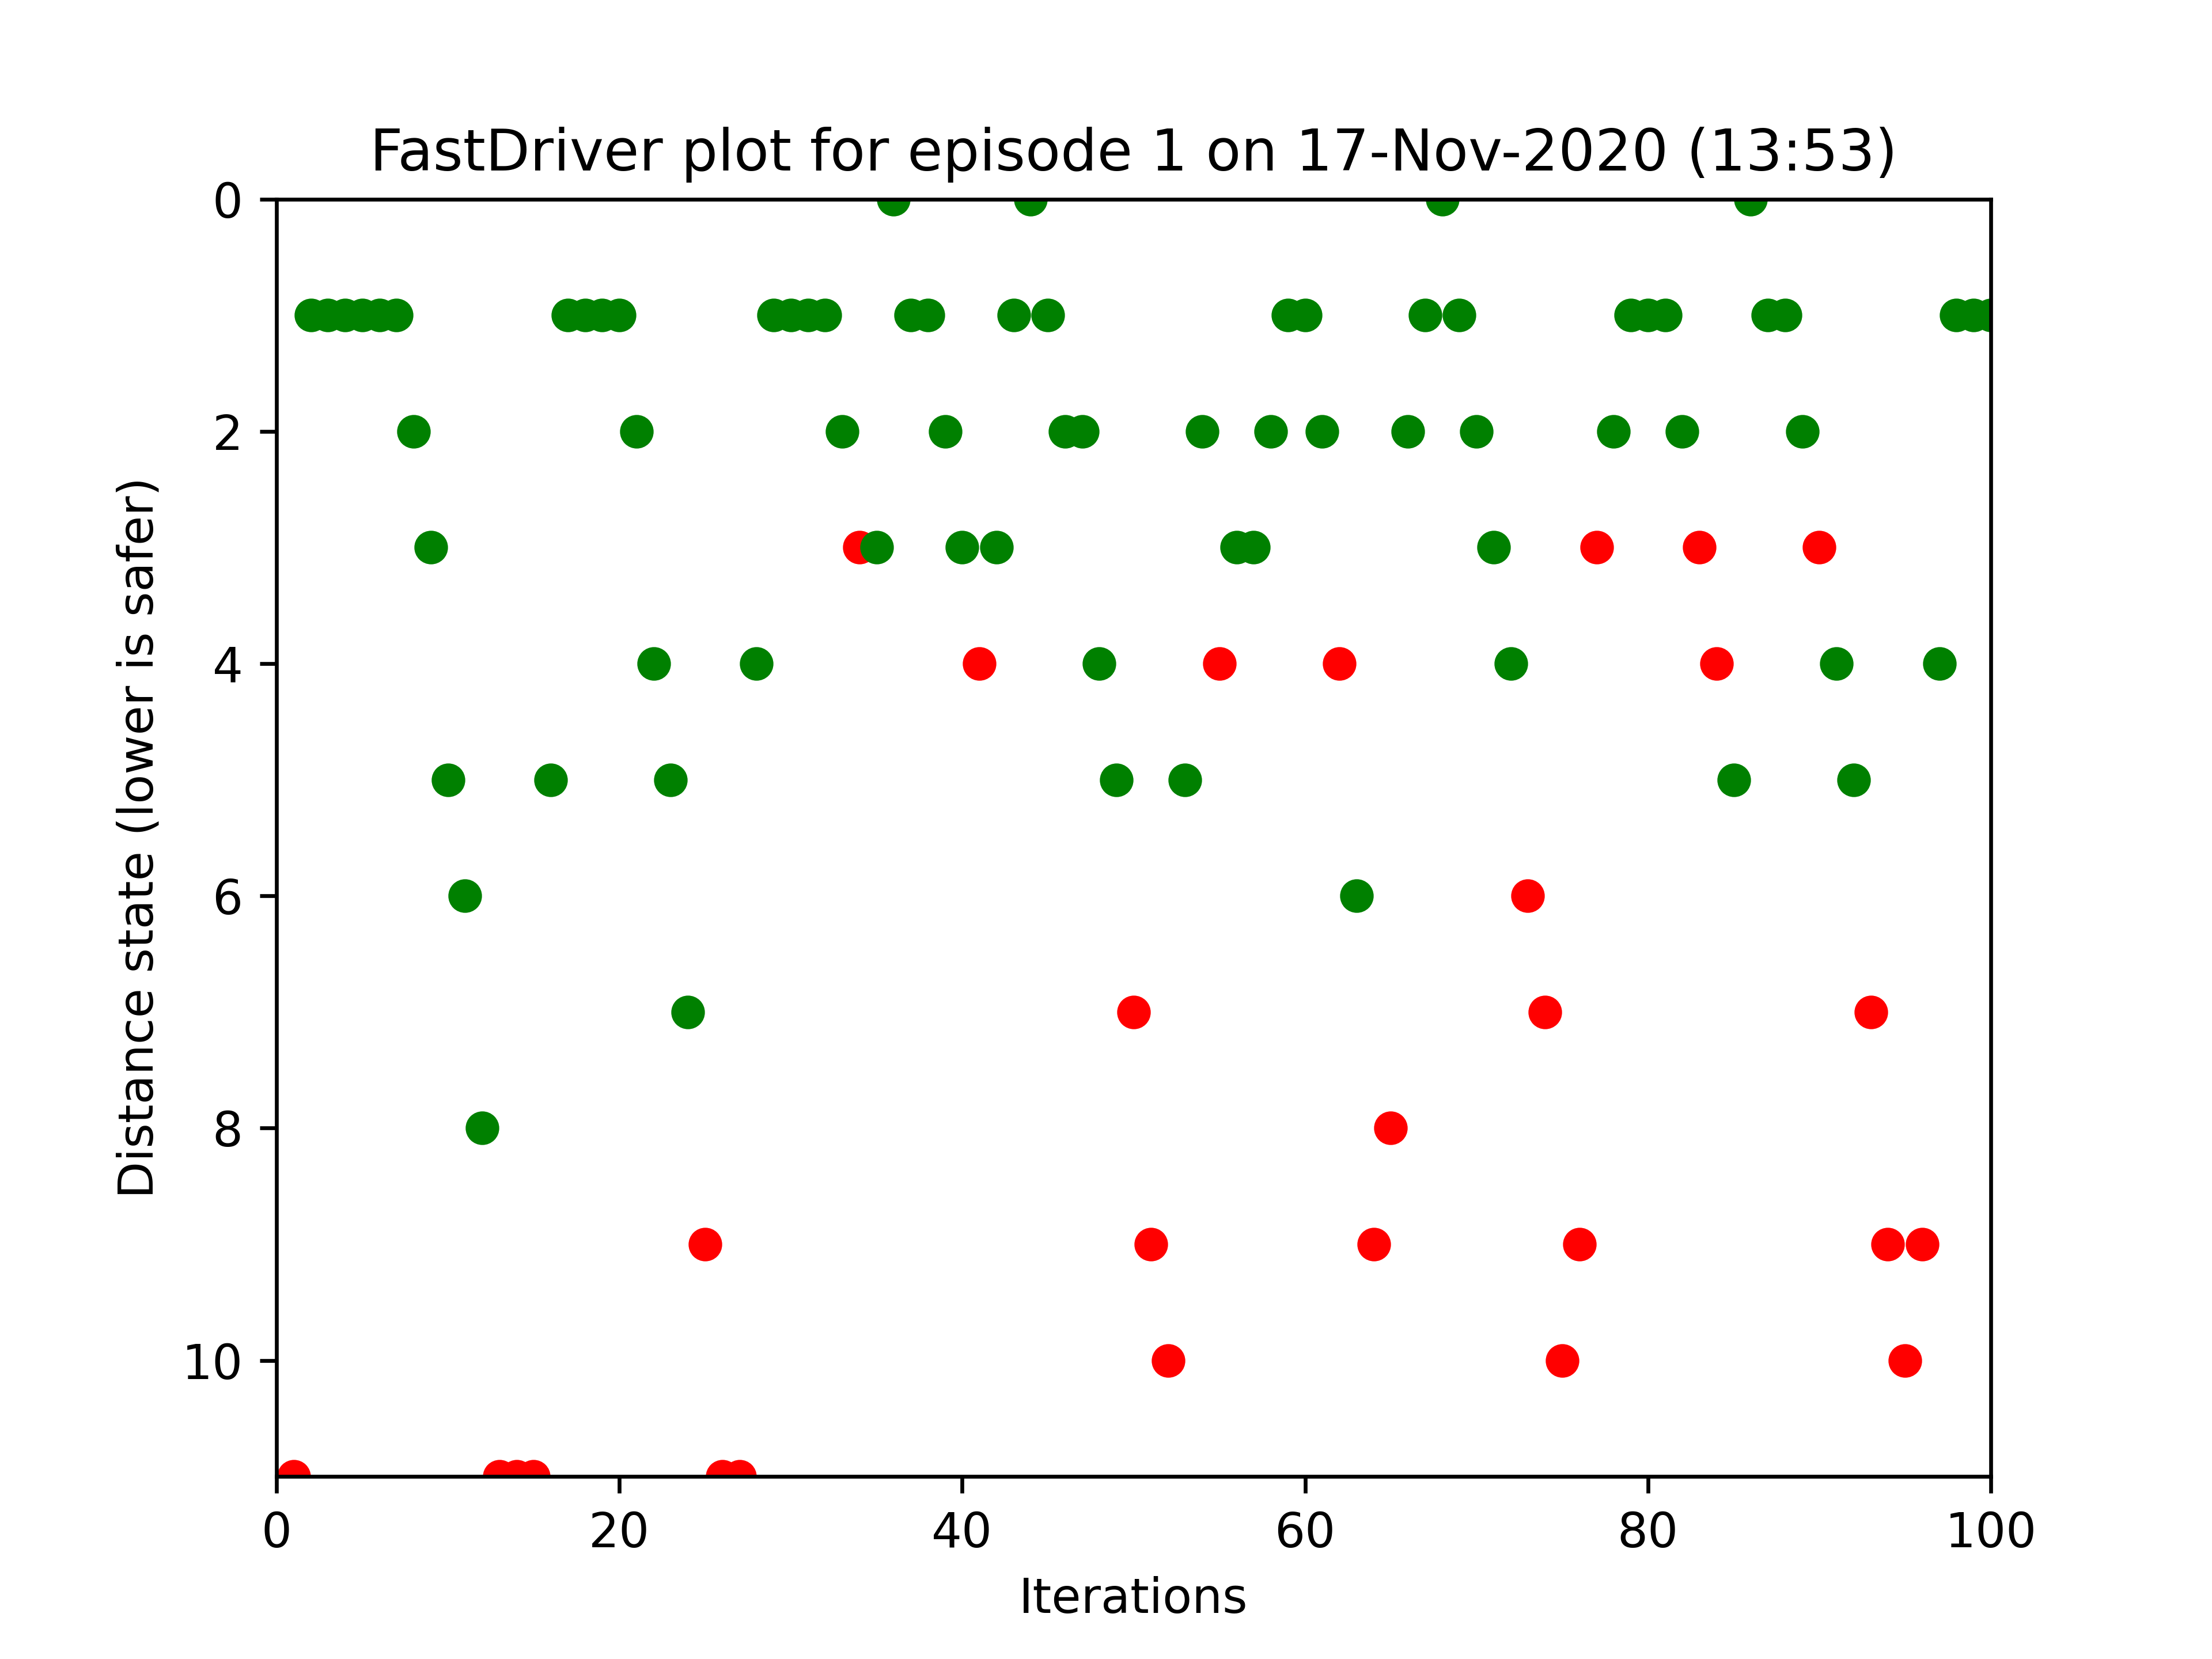 FastDriver plot for episode 1 on 17-Nov-2020 (13:53)
Distance state (lower is safer)
0
2
4
6
8
10
0 20 40 60 80 100
Iterations